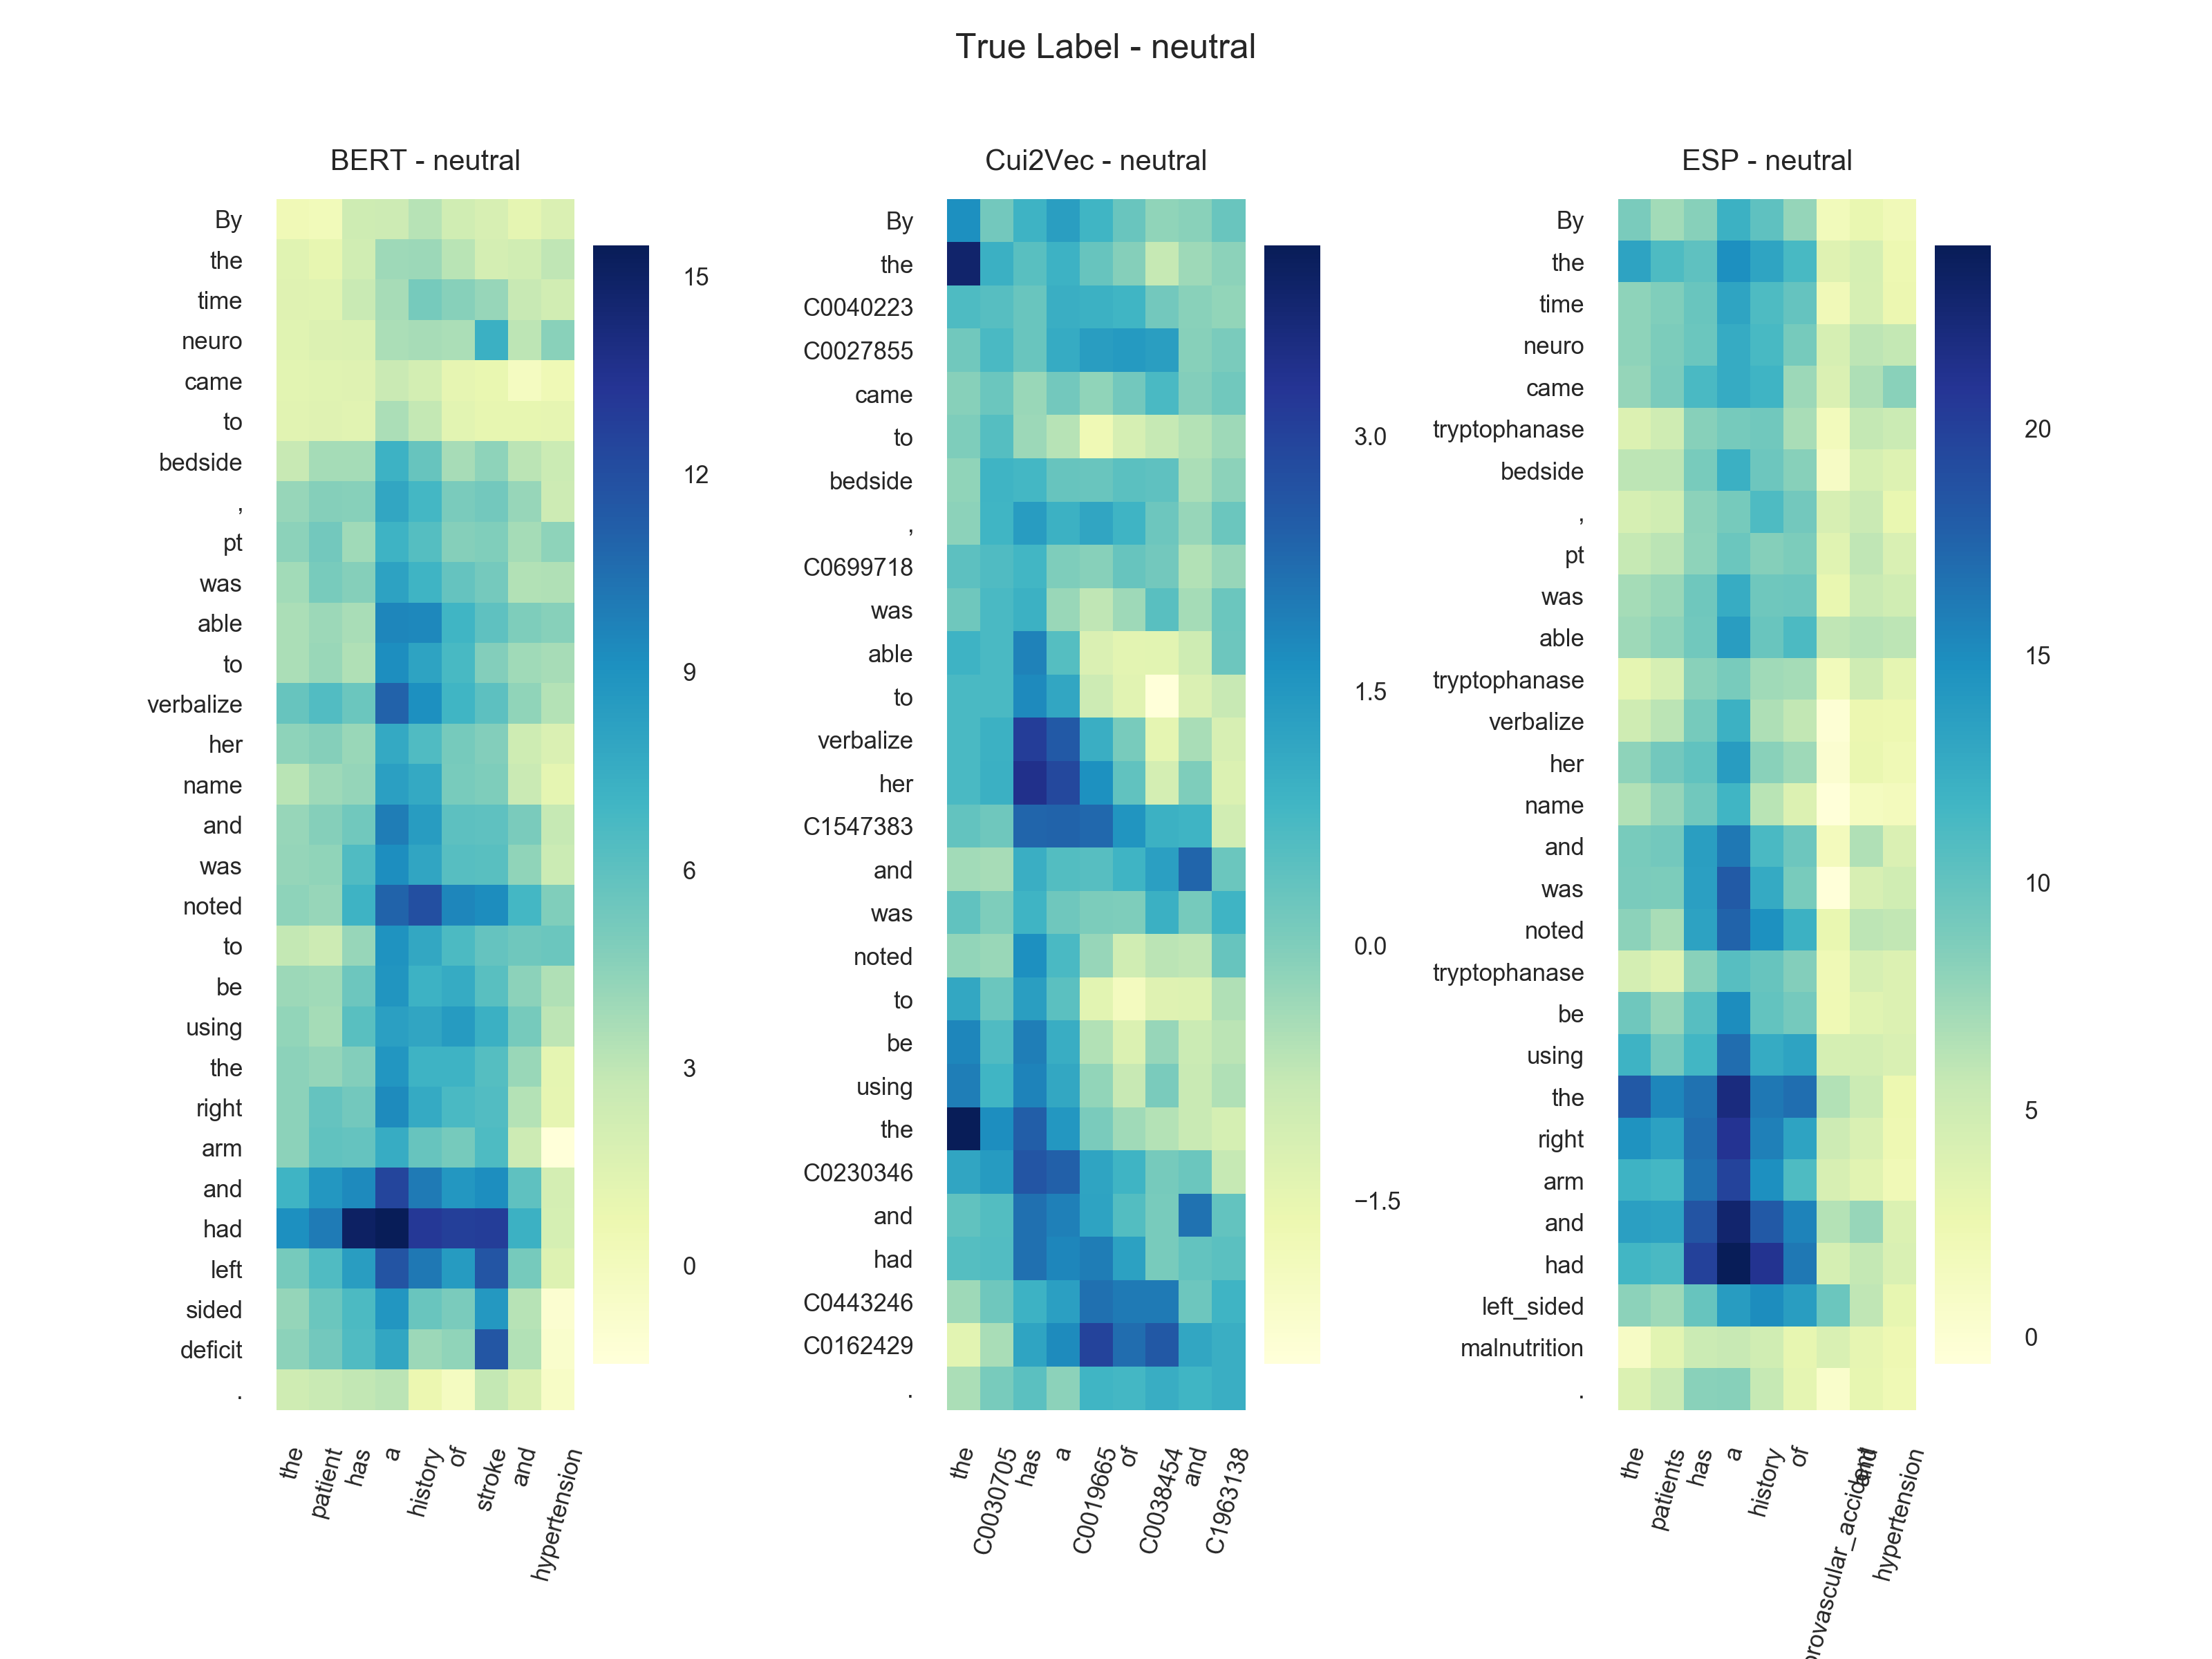 True Label - neutral
BERT - neutral
By
the
time
neuro
came
to
bedside
,
pt
was
able
to
verbalize
her
name
and
was
noted
to
be
using
the
right
arm
and
had
left
sided
deficit
.
the
patient
has
a
history
of
stroke
and
hypertension
15
12
9
6
3
0
Cui2Vec - neutral
By
the
C0040223
C0027855
came
to
bedside
,
C0699718
was
able
to
verbalize
her
C1547383
and
was
noted
to
be
using
the
C0230346
and
had
C0443246
C0162429
.
the
C0030705
has
a
C0019665
of
C0038454
and
C1963138
3.0
1.5
0.0
−1.5
ESP - neutral
By
the
time
neuro
came
tryptophanase
bedside
,
pt
was
able
tryptophanase
verbalize
her
name
and
was
noted
tryptophanase
be
using
the
right
arm
and
had
left_sided
malnutrition
.
the
patients
has
a
history
of
rovascular_accident
and
hypertension
20
15
10
5
0